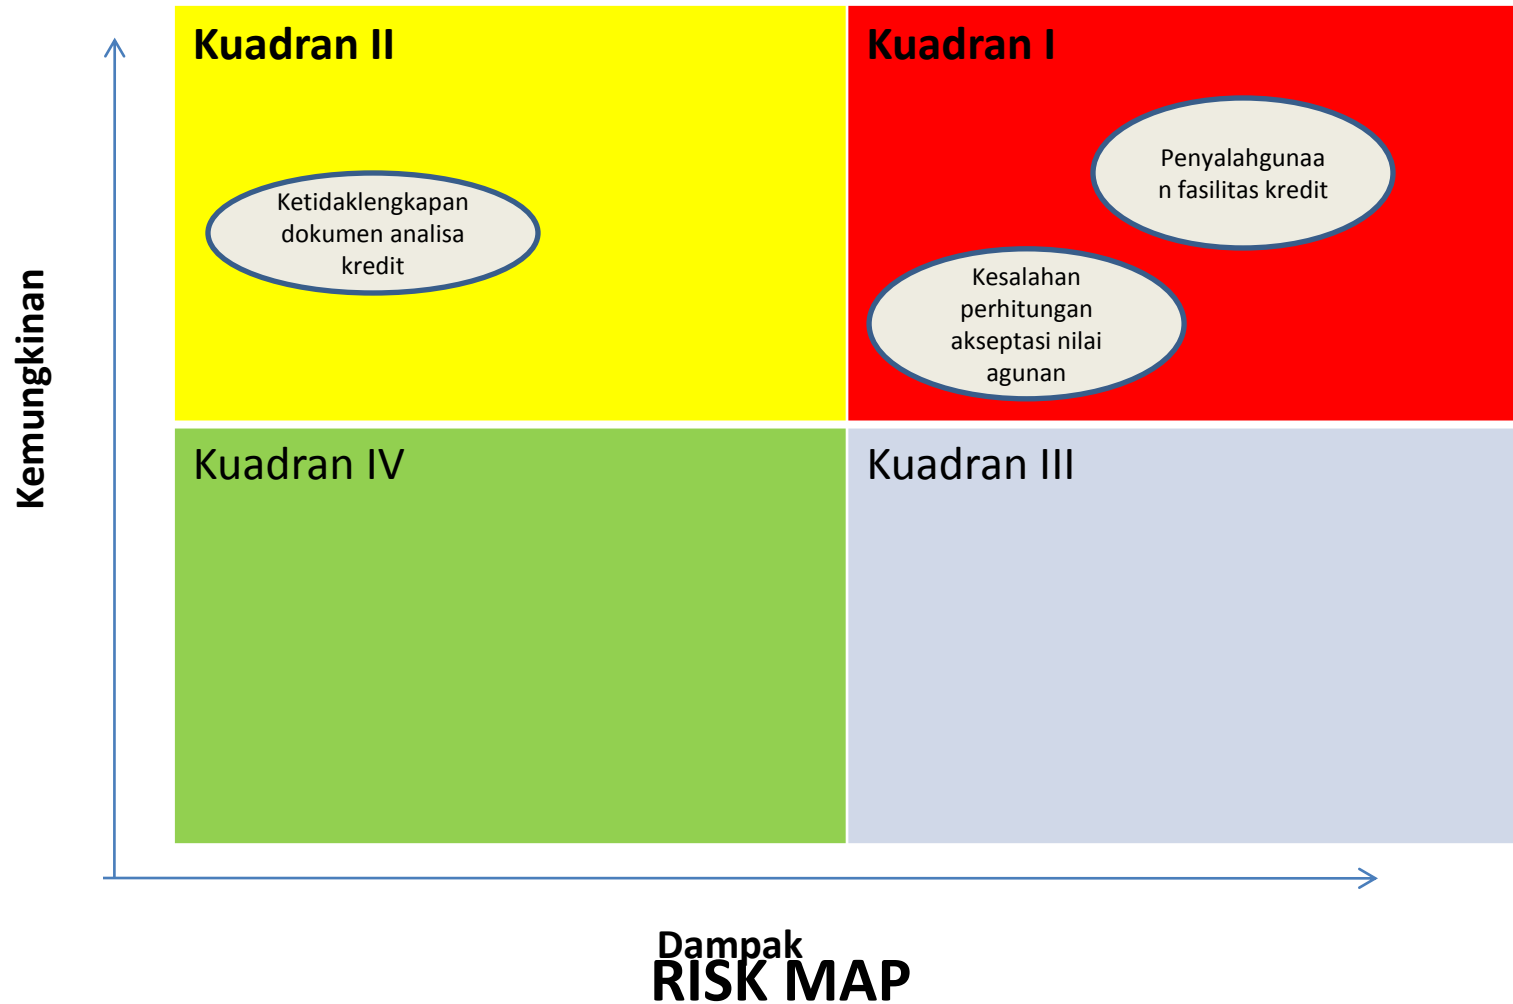 Kuadran II
Kuadran I
Penyalahgunaa
n fasilitas kredit
Ketidaklengkapan
dokumen analisa
kredit
Kesalahan
perhitungan
akseptasi nilai
agunan
Kemungkinan
Kuadran IV
Kuadran III
Dampak
RISK MAP